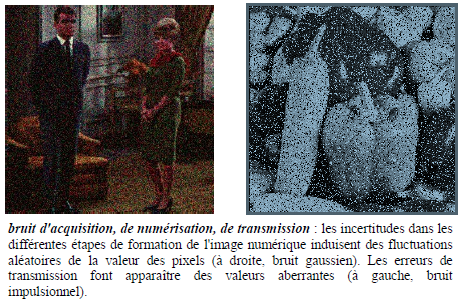 bruit d'acquisition, de numérisation, de transmission : les incertitudes dans les
différentes étapes de formation de l'image numérique induisent des fluctuations
aléatoires de la valeur des pixels (à droite, bruit gaussien). Les erreurs de
transmission font apparaître des valeurs aberrantes (à gauche, bruit
impulsionnel).